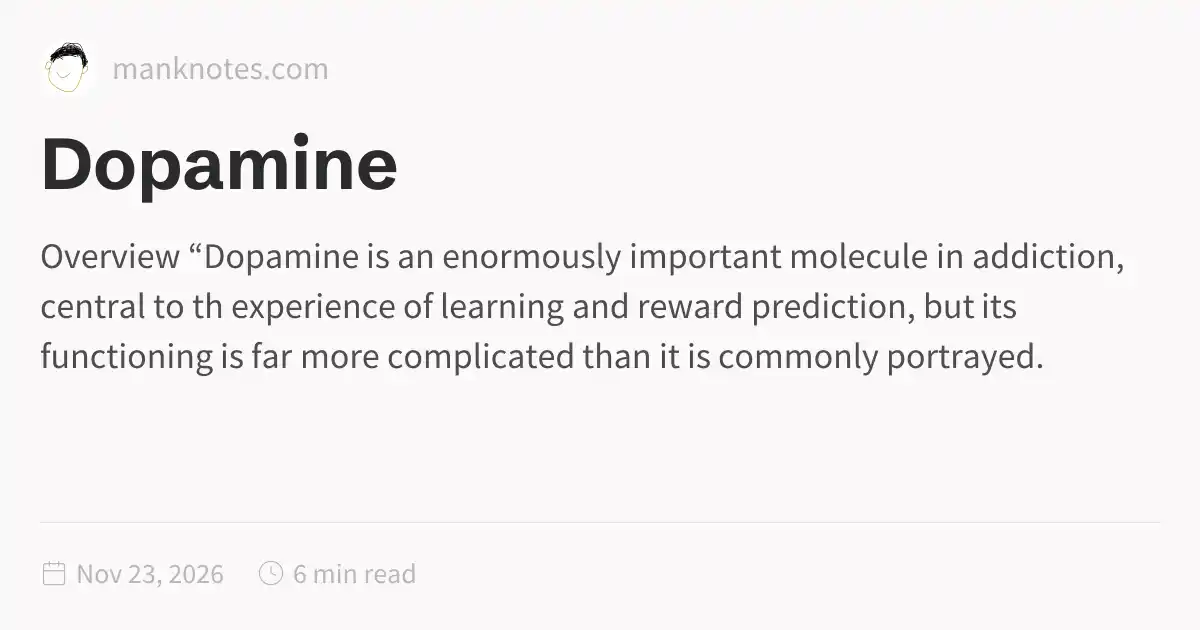 manknotes.com
Dopamine
Overview “Dopamine is an enormously important molecule in addiction,
central to th experience of learning and reward prediction, but its
functioning is far more complicated than it is commonly portrayed.
Nov 23, 2026 6 min read